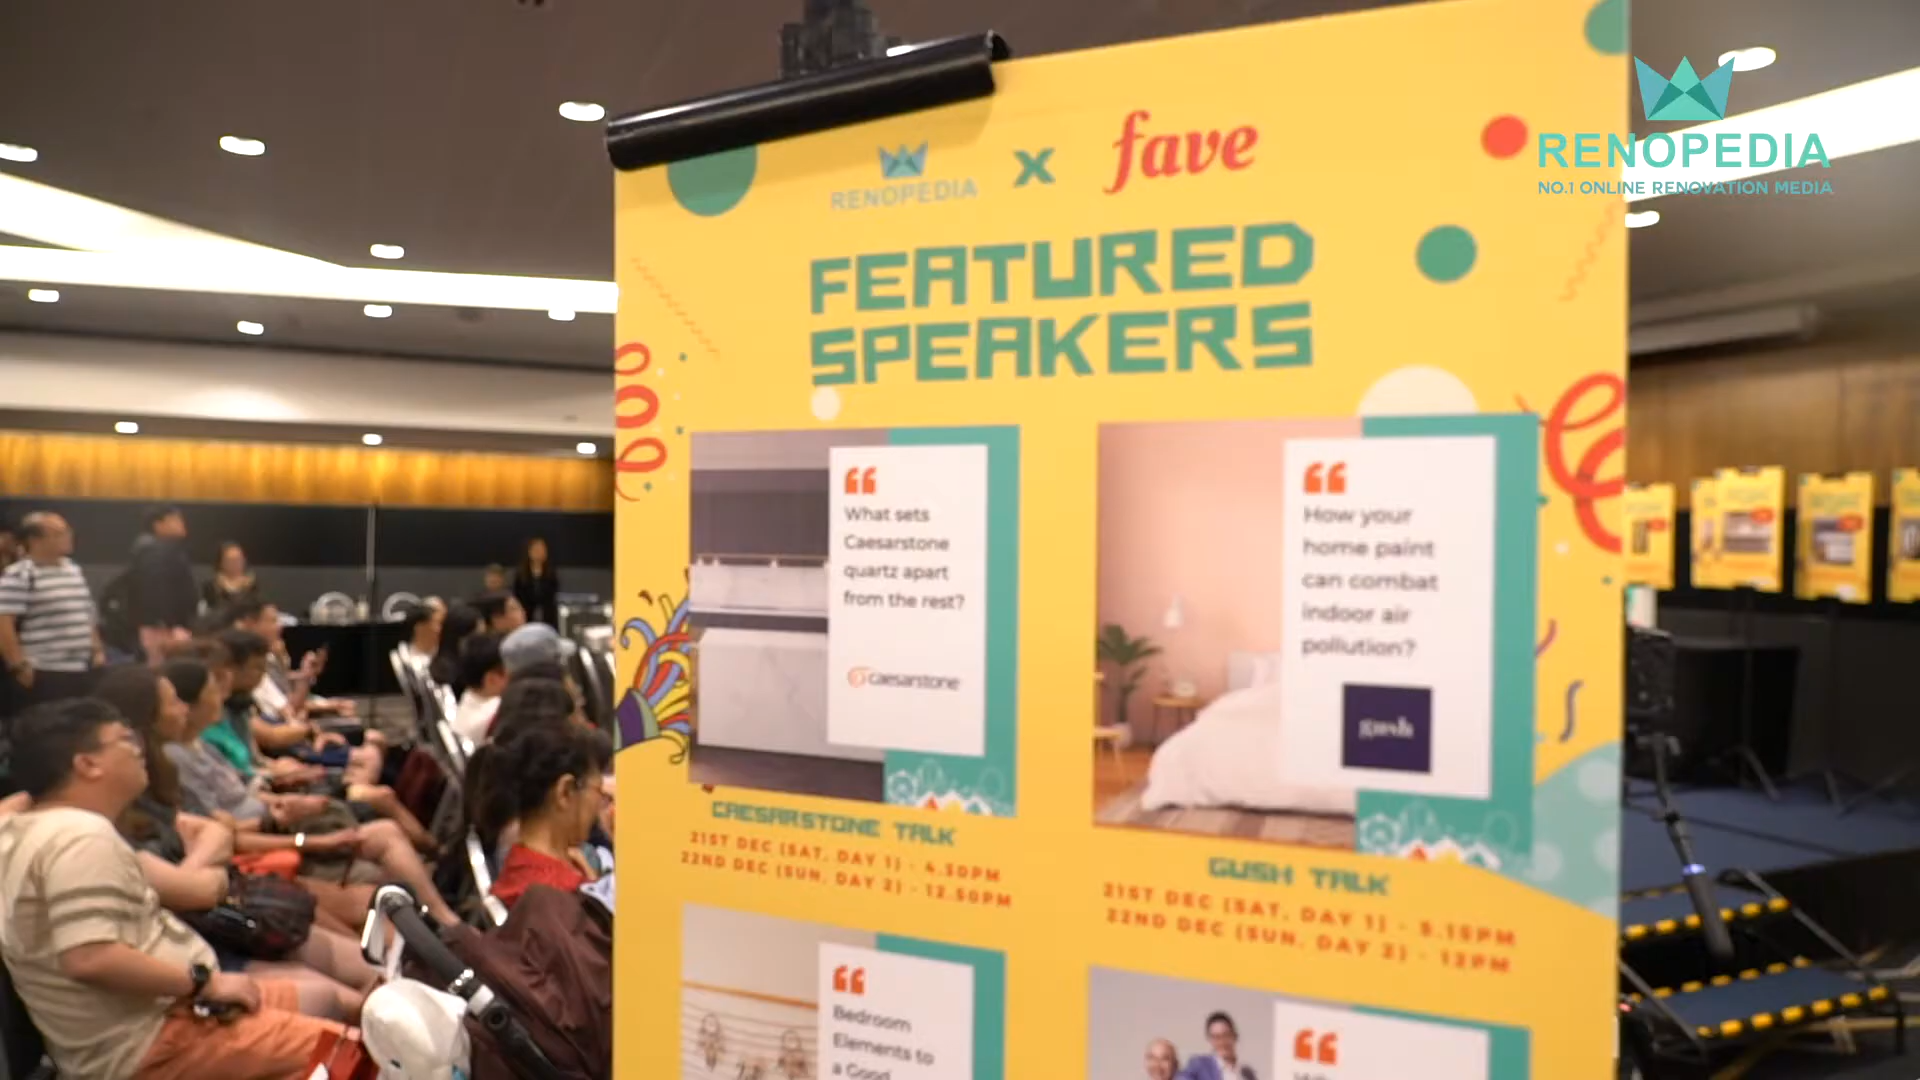 RENOPEDIA
NO.1 ONLINE RENOVATION MEDIA
RENOPEDIA X fave
FEATURED
SPEAKERS
What sets
Caesarstone
quartz apart
from the rest?
caesarstone
CAESARSTONE TALK
21ST DEC (SAT, DAY 1) - 4.30PM
22ND DEC (SUN, DAY 2) - 12.50PM
How your
home paint
can combat
indoor air
pollution?
gush
GUSH TALK
21ST DEC (SAT, DAY 1) - 5.15PM
22ND DEC (SUN, DAY 2) - 12PM
Bedroom
Elements to
a Good